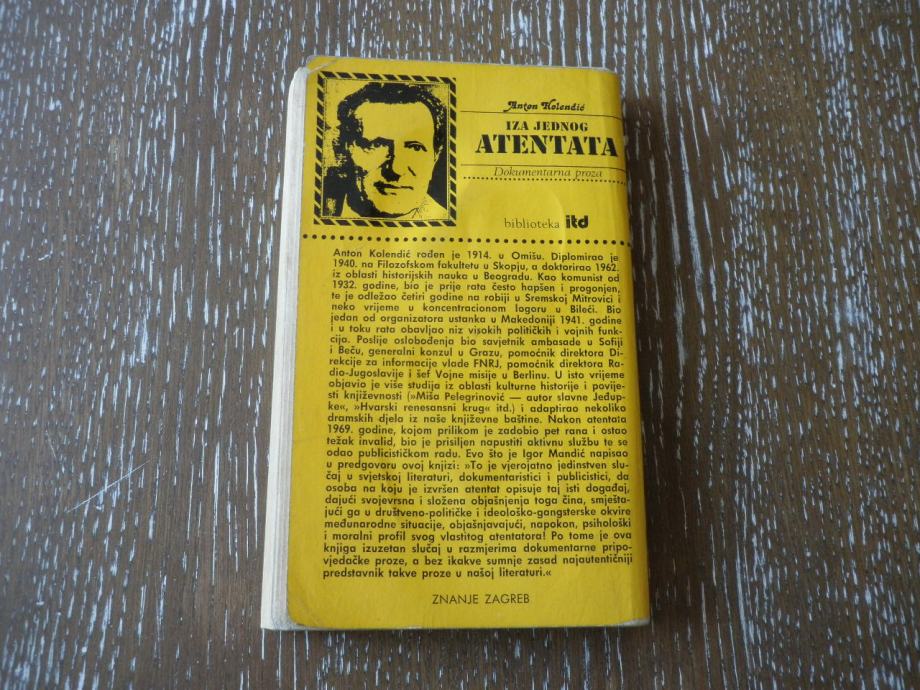 Anton Kolendić
IZA JEDNOG
ATENTATA
Dokumentarna proza
biblioteka itd
Anton Kolendić rođen je 1914. u Omišu. Diplomirao je
1940. na Filozofskom fakultetu u Skopju, a doktorirao 1962.
iz oblasti historijskih nauka u Beogradu. Kao komunist od
1932. godine, bio je prije rata često hapšen i progonjen,
te je odležao četiri godine na robiji u Sremskoj Mitrovici i
neko vrijeme u koncentracionom logoru u Bileći. Bio
jedan od organizatora ustanka u Makedoniji 1941. godine
i u toku rata obavljao niz visokih političkih i vojnih funk-
cija. Poslije oslobođenja bio savjetnik ambasade u Sofiji
i Beču, generalni konzul u Grazu, pomoćnik direktora Di-
rekcije za informacije vlade FNRJ, pomoćnik direktora Ra-
dio-Jugoslavije i šef Vojne misije u Berlinu. U isto vrijeme
objavio je više studija iz oblasti kulturne historije i povije-
sti književnosti (»Miša Pelegrinović — autor slavne Jeđup-
ke«, »Hvarski renesansni krug« itd.) i adaptirao nekoliko
dramskih djela iz naše književne baštine. Nakon atentata
1969. godine, kojom prilikom je zadobio pet rana i ostao
težak invalid, bio je prisiljen napustiti aktivnu službu te se
odao publicističkom radu. Evo što je Igor Mandić napisao
u predgovoru ovoj knjizi: »To je vjerojatno jedinstven slu-
čaj u svjetskoj literaturi, dokumentaristici i publicistici, da
osoba na koju je izvršen atentat opisuje taj isti događaj,
dajući svojevrsna i složena objašnjenja toga čina, smješta-
jući ga u društveno-političke i ideološko-gangsterske okvire
međunarodne situacije, objašnjavajući, napokon, psihološki
i moralni profil svog vlastitog atentatora! Po tome je ova
knjiga izuzetan slučaj u razmjerima dokumentarne pripo-
vjedačke proze, a bez ikakve sumnje zasad najautentičniji
predstavnik takve proze u našoj literaturi.«
ZNANJE ZAGREB